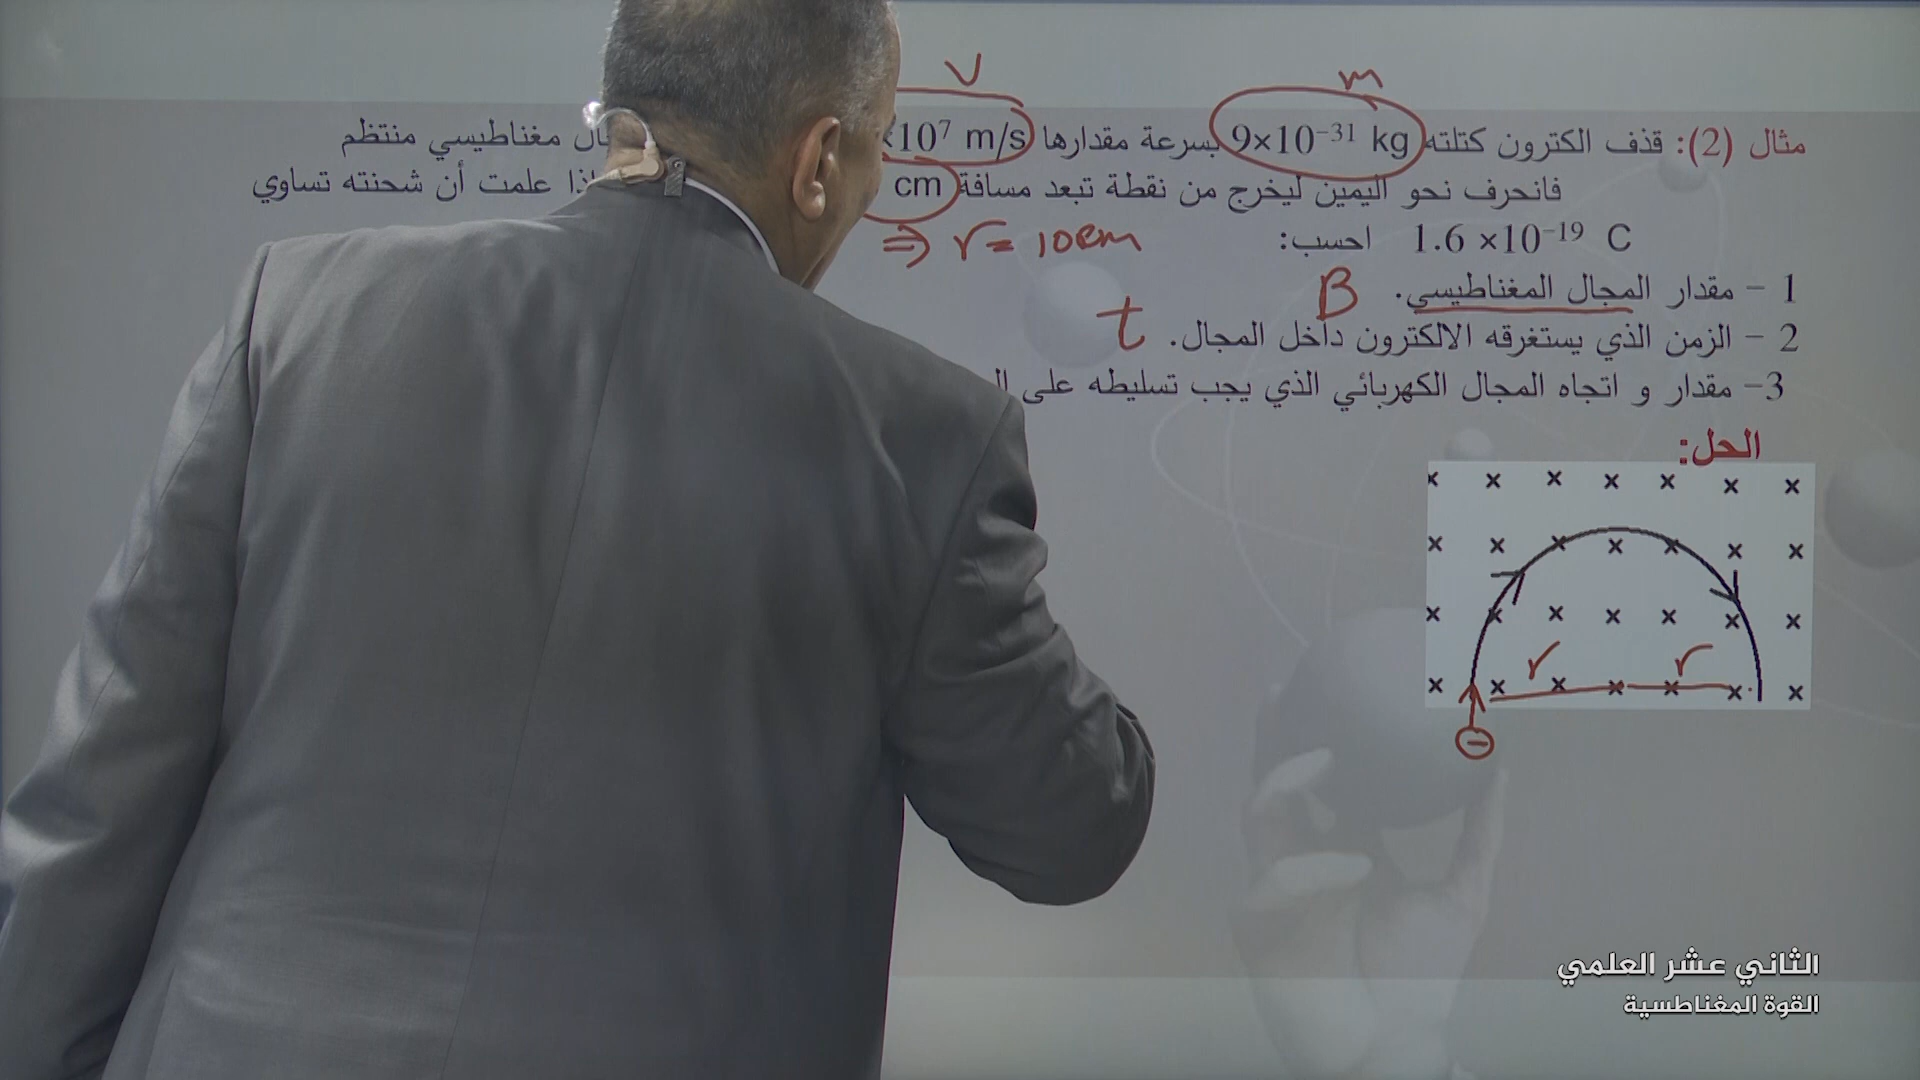 V
m
مثال (2): قذف الكترون كتلته 9×10⁻³¹ kg بسرعة مقدارها ×10⁷ m/s مغناطيسي منتظم
فانحرف نحو اليمين ليخرج من نقطة تبعد مسافة cm علمت أن شحنته تساوي
1.6 ×10⁻¹⁹ C احسب:
⇒ r = 10cm
1 – مقدار المجال المغناطيسي. B
2 – الزمن الذي يستغرقه الالكترون داخل المجال. t
3– مقدار و اتجاه المجال الكهربائي الذي يجب تسليطه على
الحل:
× × × × × × ×
× × × × × × ×
× × × × × × ×
r r
× × × × × × ×
−
الثاني عشر العلمي
القوة المغناطسية